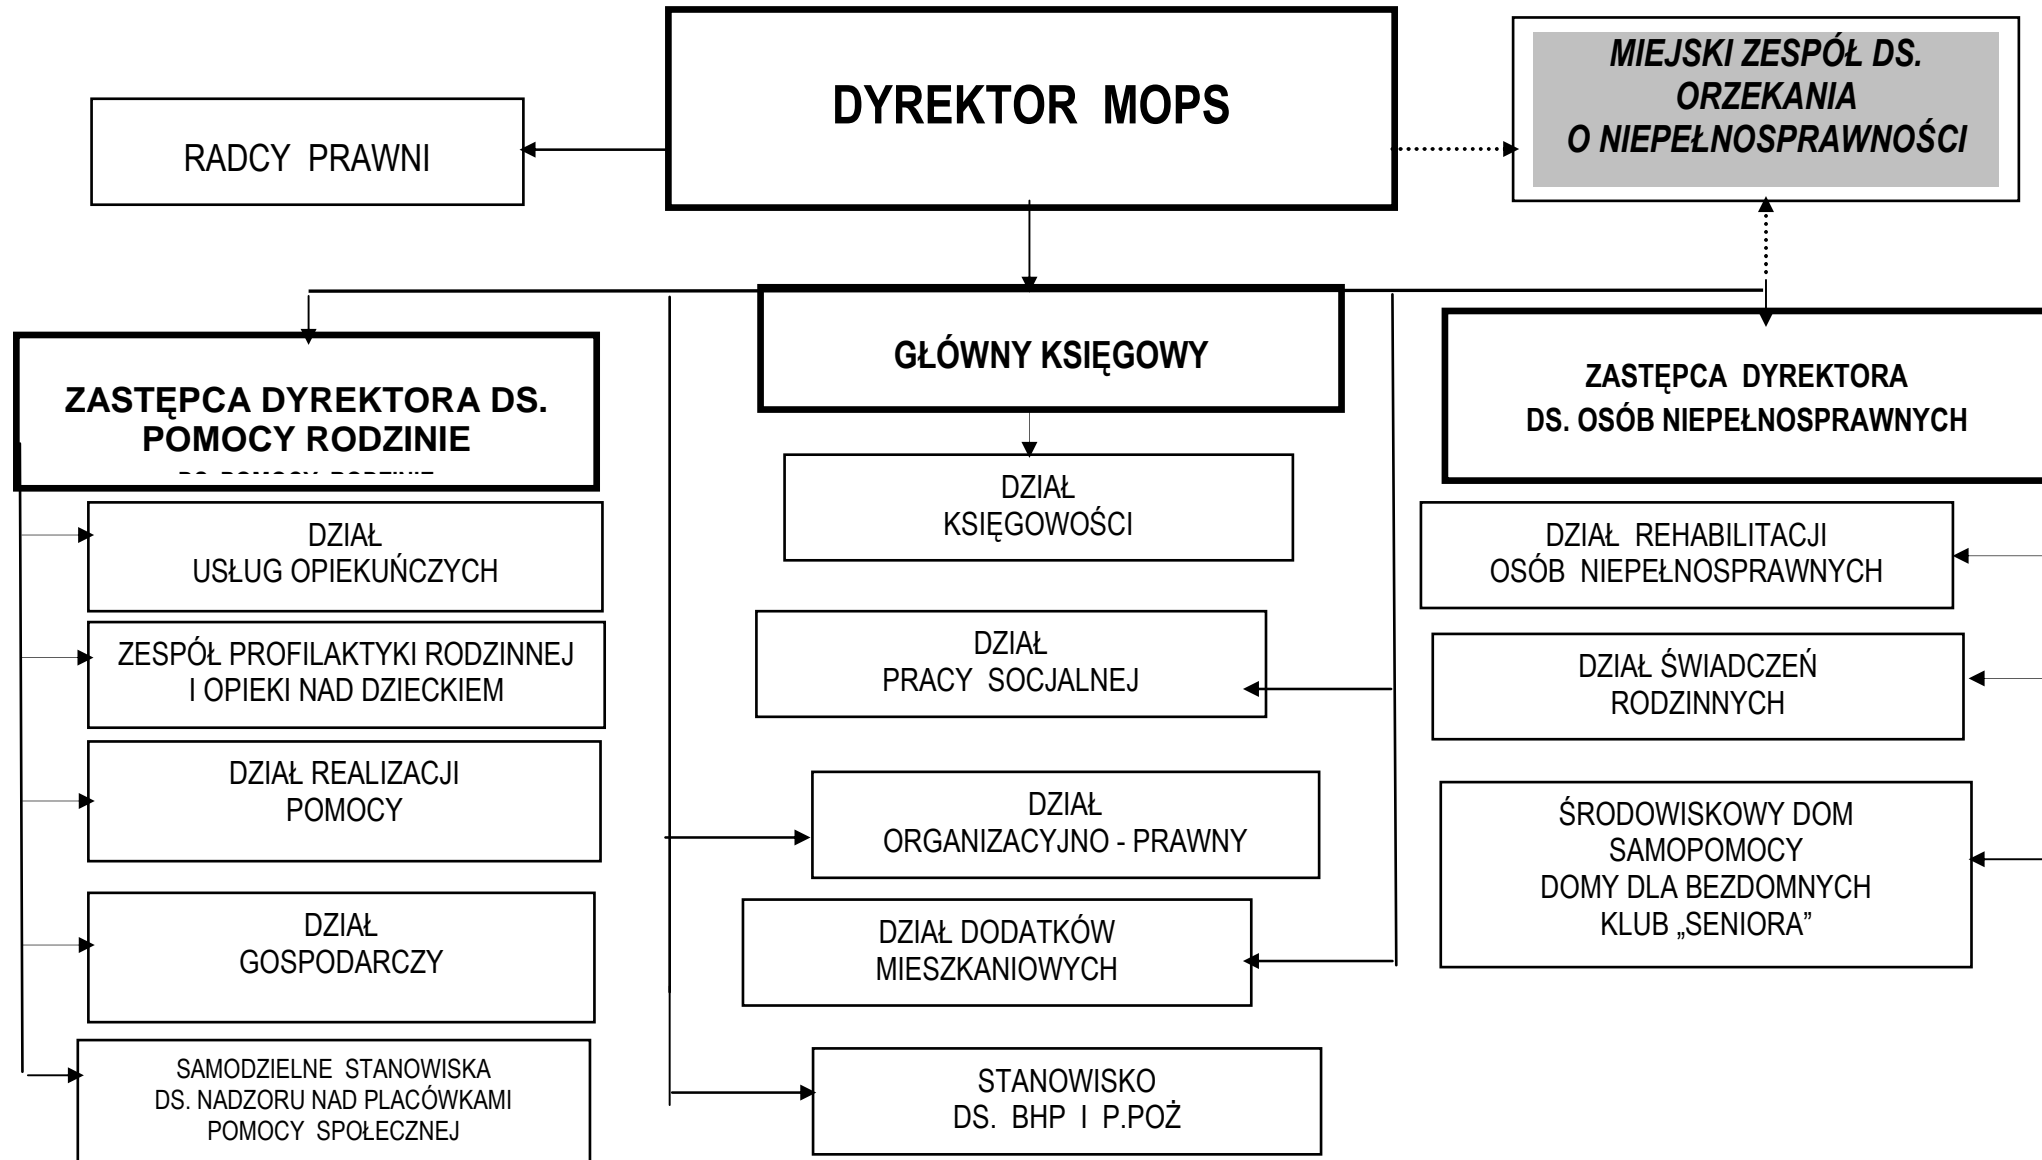 DYREKTOR MOPS
MIEJSKI ZESPÓŁ DS.
ORZEKANIA
O NIEPEŁNOSPRAWNOŚCI
RADCY PRAWNI
ZASTĘPCA DYREKTORA DS.
POMOCY RODZINIE
DS. POMOCY RODZINIE
GŁÓWNY KSIĘGOWY
ZASTĘPCA DYREKTORA
DS. OSÓB NIEPEŁNOSPRAWNYCH
DZIAŁ
USŁUG OPIEKUŃCZYCH
ZESPÓŁ PROFILAKTYKI RODZINNEJ
I OPIEKI NAD DZIECKIEM
DZIAŁ REALIZACJI
POMOCY
DZIAŁ
GOSPODARCZY
SAMODZIELNE STANOWISKA
DS. NADZORU NAD PLACÓWKAMI
POMOCY SPOŁECZNEJ
DZIAŁ
KSIĘGOWOŚCI
DZIAŁ
PRACY SOCJALNEJ
DZIAŁ
ORGANIZACYJNO - PRAWNY
DZIAŁ DODATKÓW
MIESZKANIOWYCH
STANOWISKO
DS. BHP I P.POŻ
DZIAŁ REHABILITACJI
OSÓB NIEPEŁNOSPRAWNYCH
DZIAŁ ŚWIADCZEŃ
RODZINNYCH
ŚRODOWISKOWY DOM
SAMOPOMOCY
DOMY DLA BEZDOMNYCH
KLUB „SENIORA”